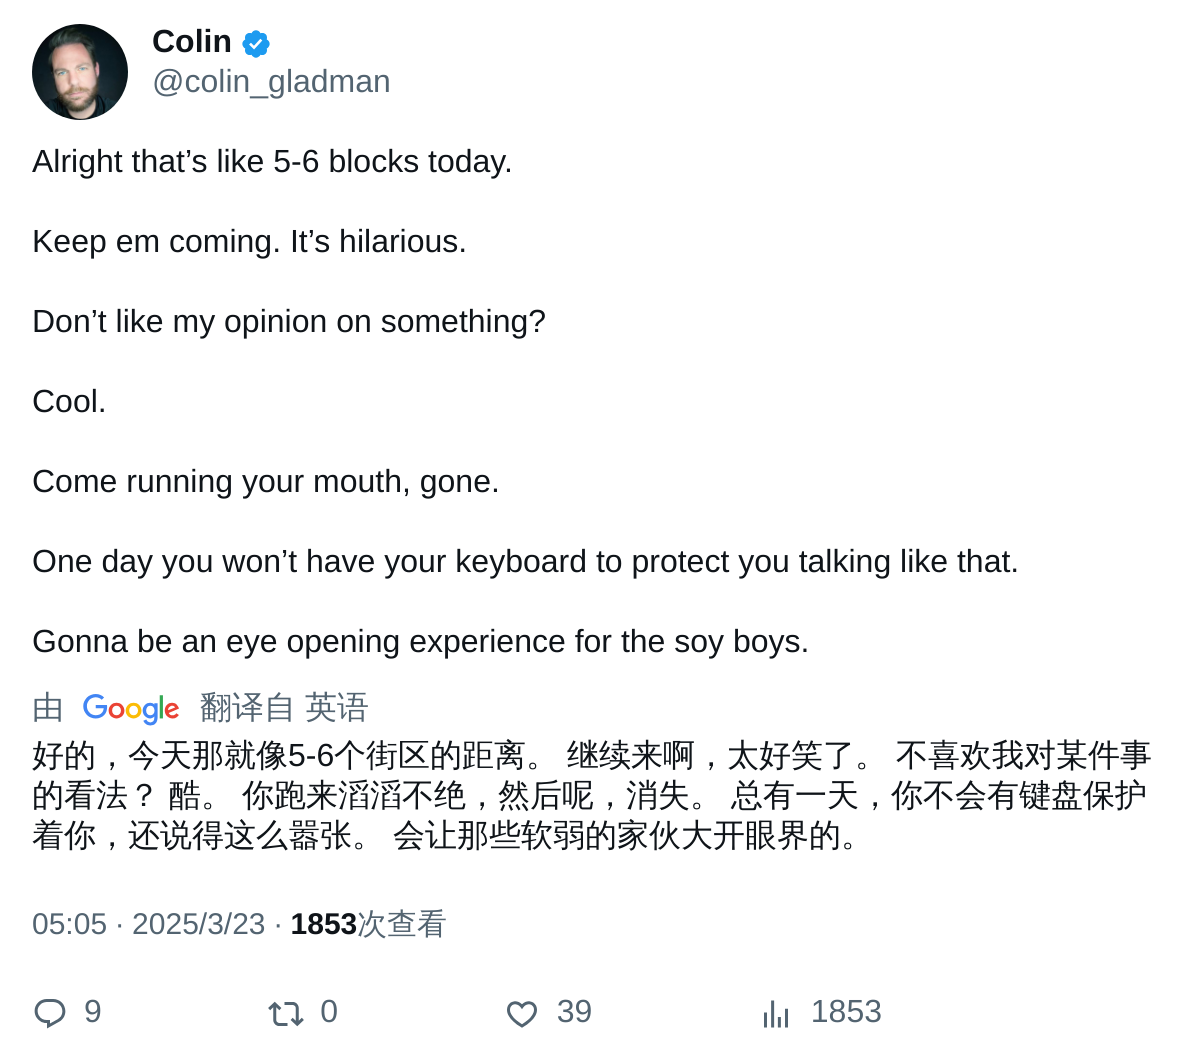 Colin
@colin_gladman
Alright that’s like 5-6 blocks today.
Keep em coming. It’s hilarious.
Don’t like my opinion on something?
Cool.
Come running your mouth, gone.
One day you won’t have your keyboard to protect you talking like that.
Gonna be an eye opening experience for the soy boys.
由 Google 翻译自 英语
好的，今天那就像5-6个街区的距离。 继续来啊，太好笑了。 不喜欢我对某件事
的看法？ 酷。 你跑来滔滔不绝，然后呢，消失。 总有一天，你不会有键盘保护
着你，还说得这么嚣张。 会让那些软弱的家伙大开眼界的。
05:05 · 2025/3/23 · 1853次查看
9 0 39 1853